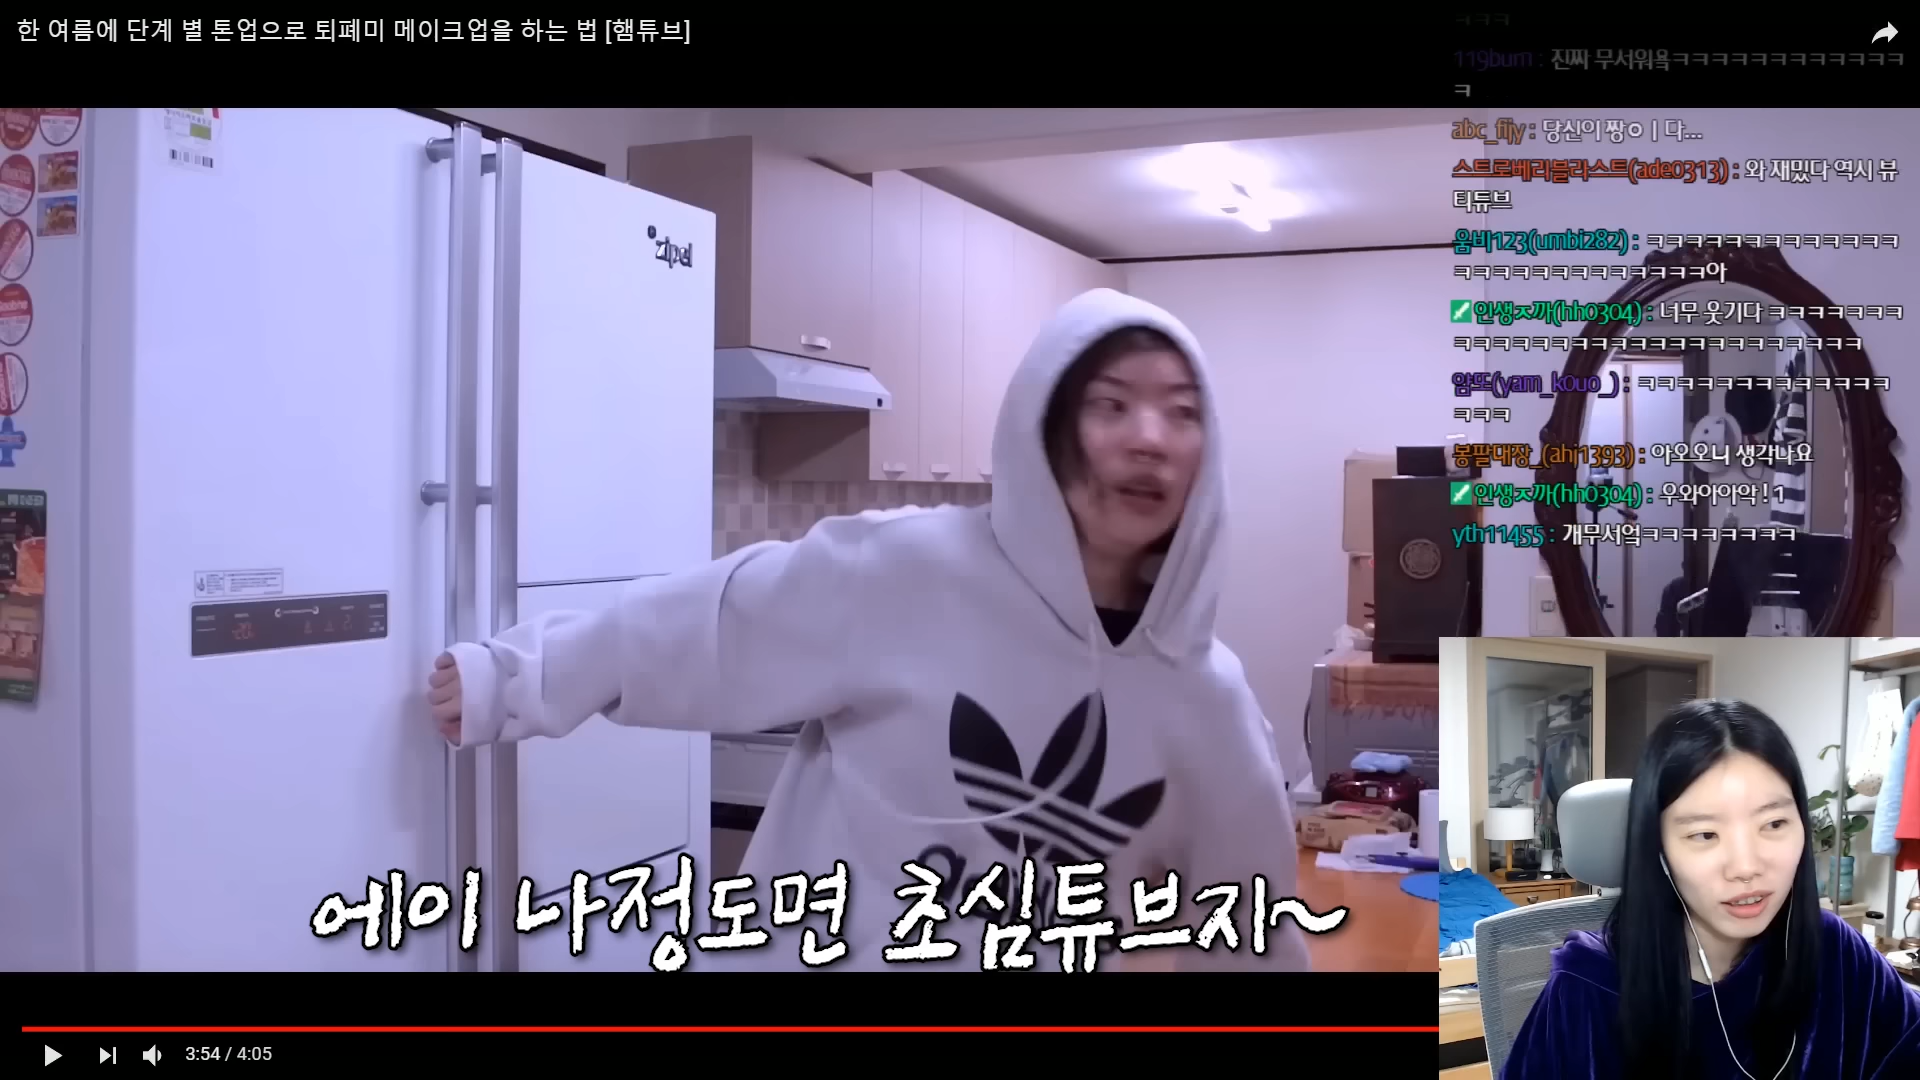 한 여름에 단계 별 톤업으로 퇴폐미 메이크업을 하는 법 [햄튜브]
ㅋㅋㅋ
119bum : 진짜 무서워욬ㅋㅋㅋㅋㅋㅋㅋㅋㅋㅋㅋㅋ
ㅋ
abc_fijy : 당신이 짱ㅇㅣ다...
스트로베리블라스트(ade0313) : 와 재밌다 역시 뷰
티튜브
움비123(umbi282) : ㅋㅋㅋㅋㅋㅋㅋㅋㅋㅋㅋㅋㅋ
ㅋㅋㅋㅋㅋㅋㅋㅋㅋㅋㅋㅋㅋ아
인생ㅈ까(hh0304) : 너무 웃기다 ㅋㅋㅋㅋㅋㅋㅋ
ㅋㅋㅋㅋㅋㅋㅋㅋㅋㅋㅋㅋㅋㅋㅋㅋㅋㅋㅋㅋㅋ
얌또(yam_k0uo_) : ㅋㅋㅋㅋㅋㅋㅋㅋㅋㅋㅋㅋㅋ
ㅋㅋㅋ
봉팔대장_(ahj1393) : 아오오니 생각나요
인생ㅈ까(hh0304) : 우와아아악!1
yth11455 : 개무서엌ㅋㅋㅋㅋㅋㅋㅋㅋ
zipel
에이 나정도면 초심튜브지~
3:54 / 4:05